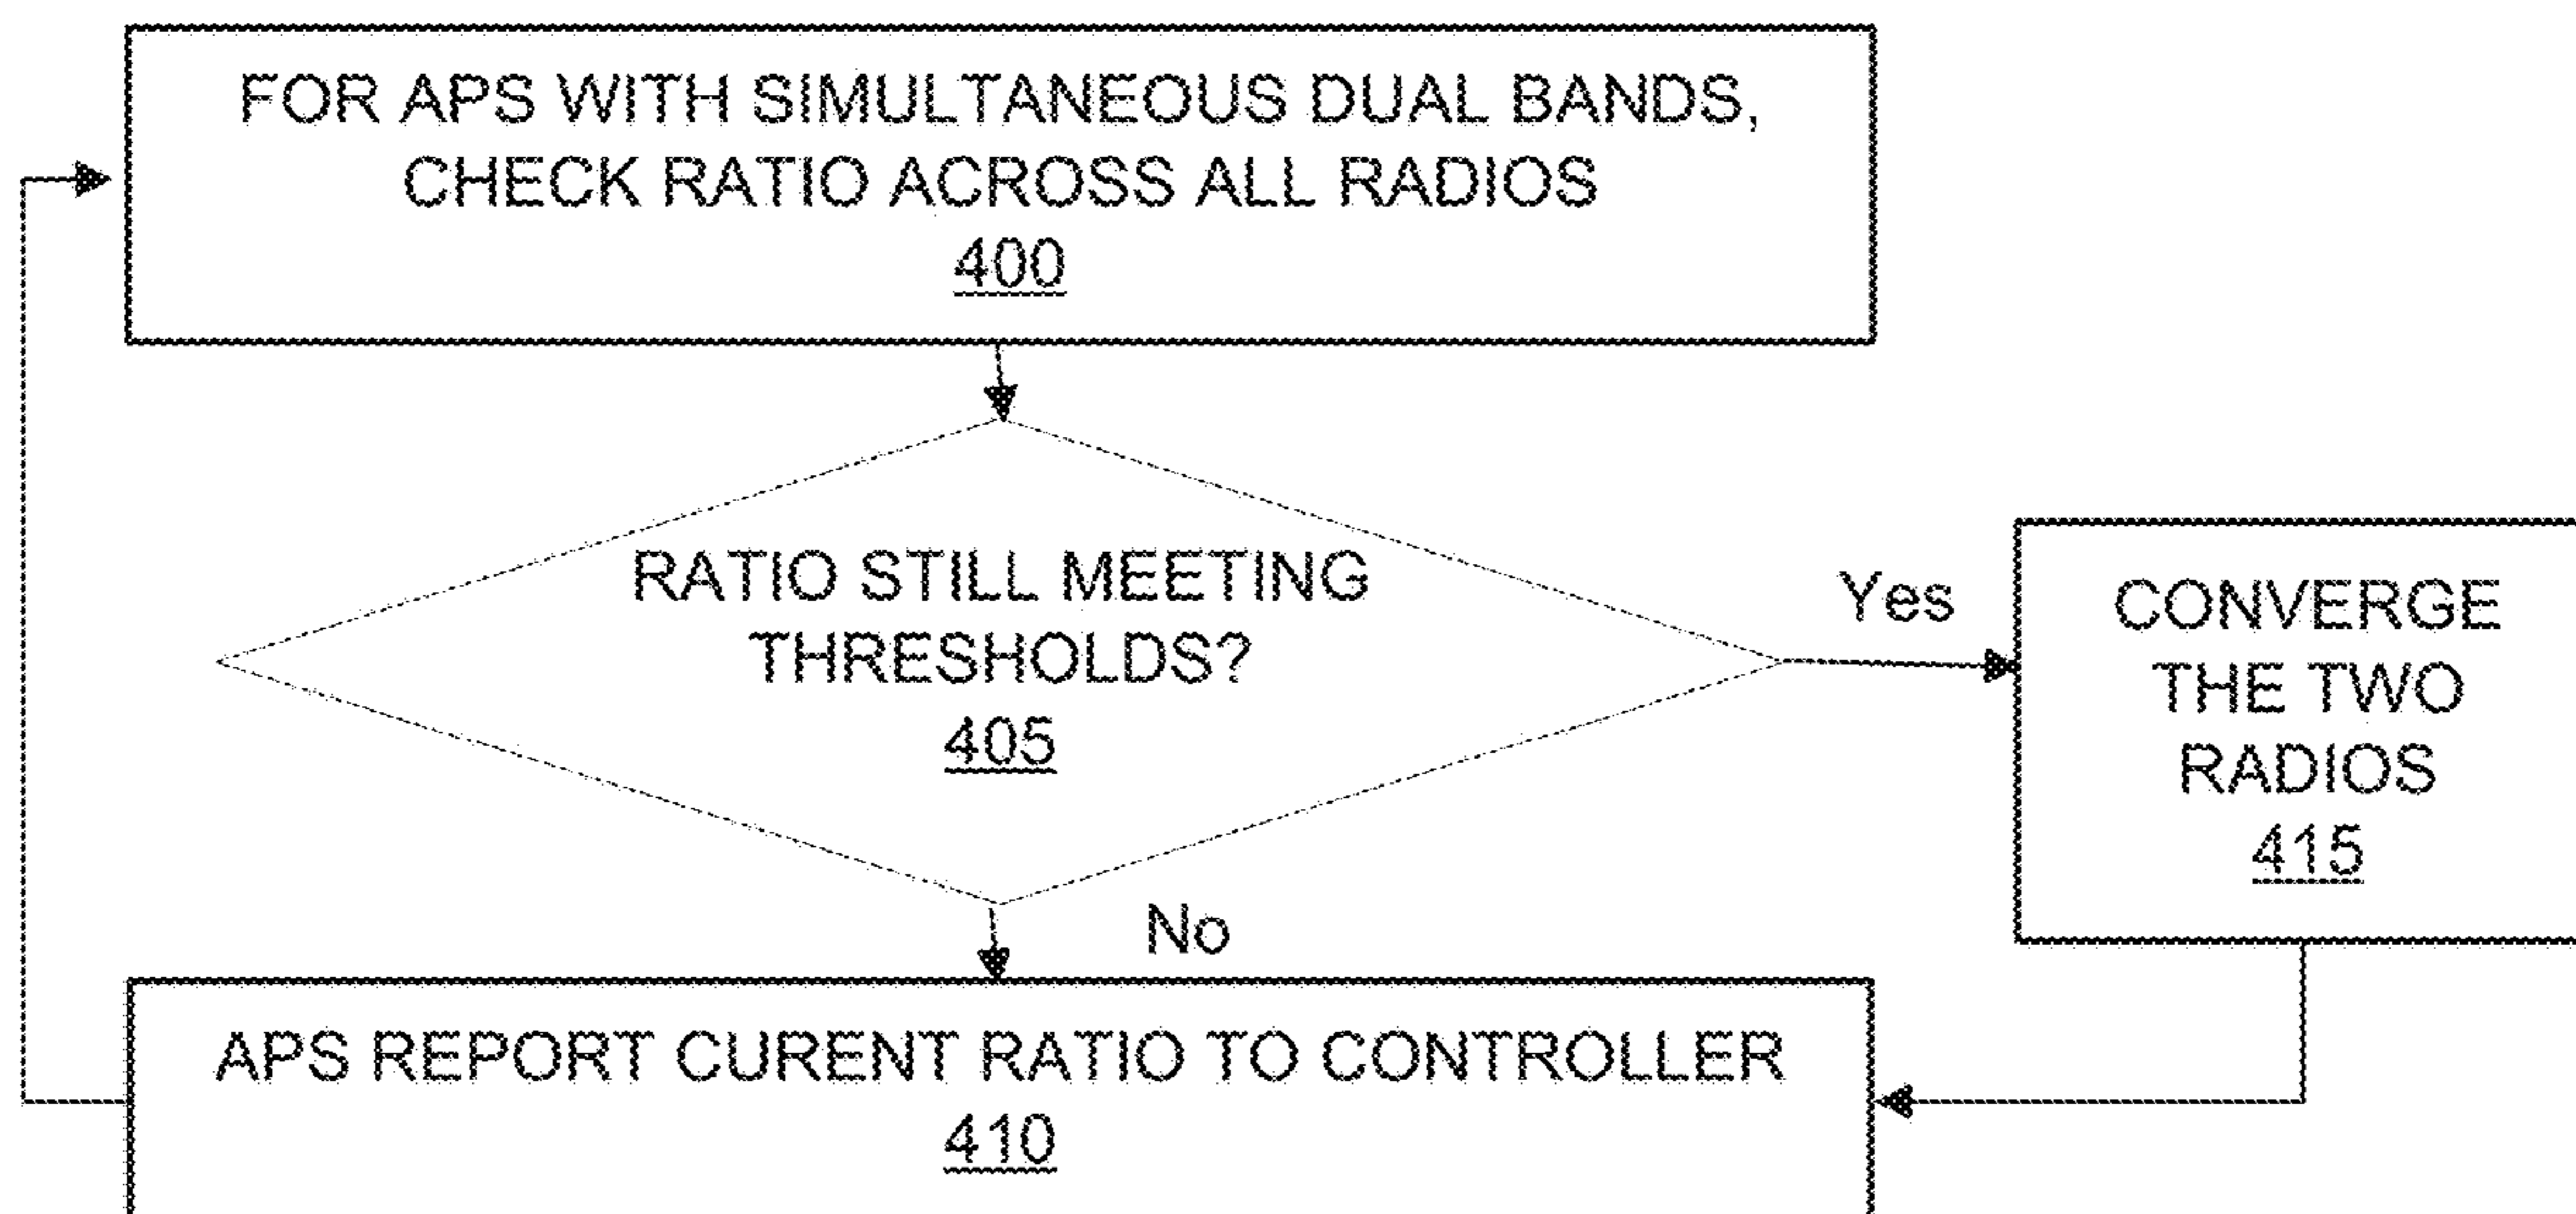 FOR APS WITH SIMULTANEOUS DUAL BANDS,
CHECK RATIO ACROSS ALL RADIOS
400
RATIO STILL MEETING
THRESHOLDS?
405
Yes
CONVERGE
THE TWO
RADIOS
415
No
APS REPORT CURENT RATIO TO CONTROLLER
410